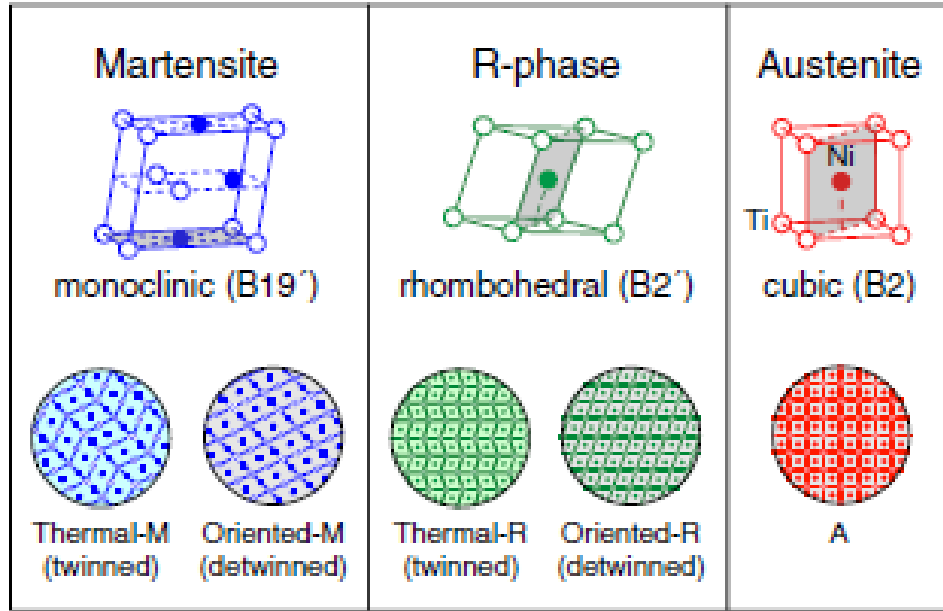 Martensite
monoclinic (B19´)
Thermal-M
(twinned)
Oriented-M
(detwinned)
R-phase
rhombohedral (B2´)
Thermal-R
(twinned)
Oriented-R
(detwinned)
Austenite
Ni
Ti
cubic (B2)
A